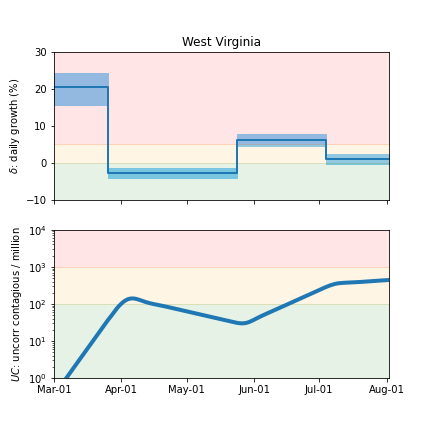 West Virginia
δ: daily growth (%)
30
20
10
0
−10
UC: uncorr contagious / million
10⁴
10³
10²
10¹
10⁰
Mar-01 Apr-01 May-01 Jun-01 Jul-01 Aug-01